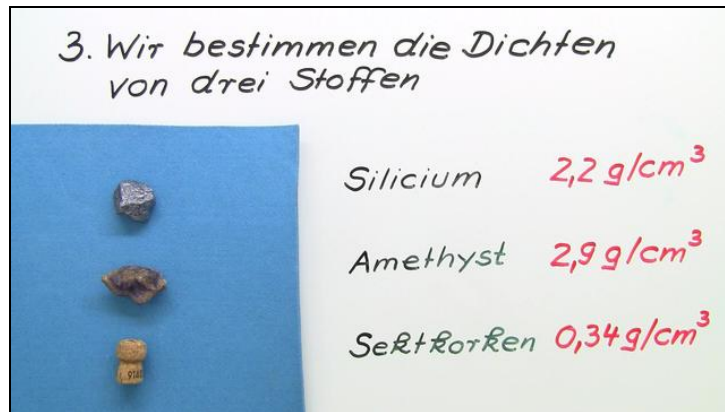 3. Wir bestimmen die Dichten
von drei Stoffen
Silicium 2,2 g/cm³
Amethyst 2,9 g/cm³
Sektkorken 0,34 g/cm³